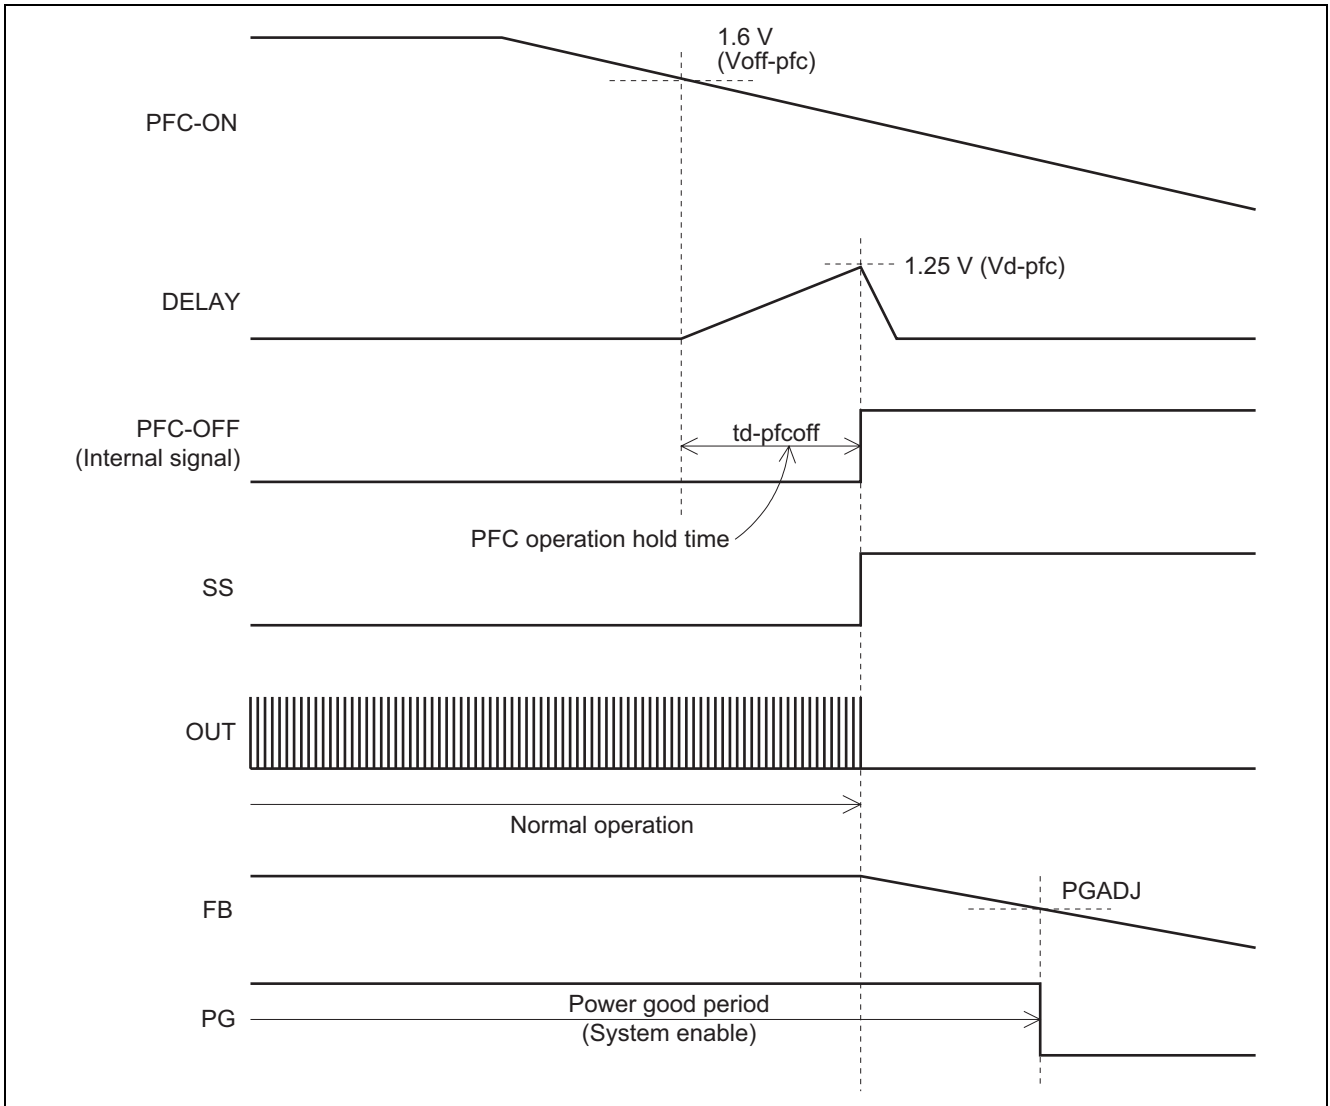 1.6 V
(Voff-pfc)
PFC-ON
1.25 V (Vd-pfc)
DELAY
PFC-OFF
(Internal signal)
td-pfcoff
PFC operation hold time
SS
OUT
Normal operation
PGADJ
FB
Power good period
(System enable)
PG